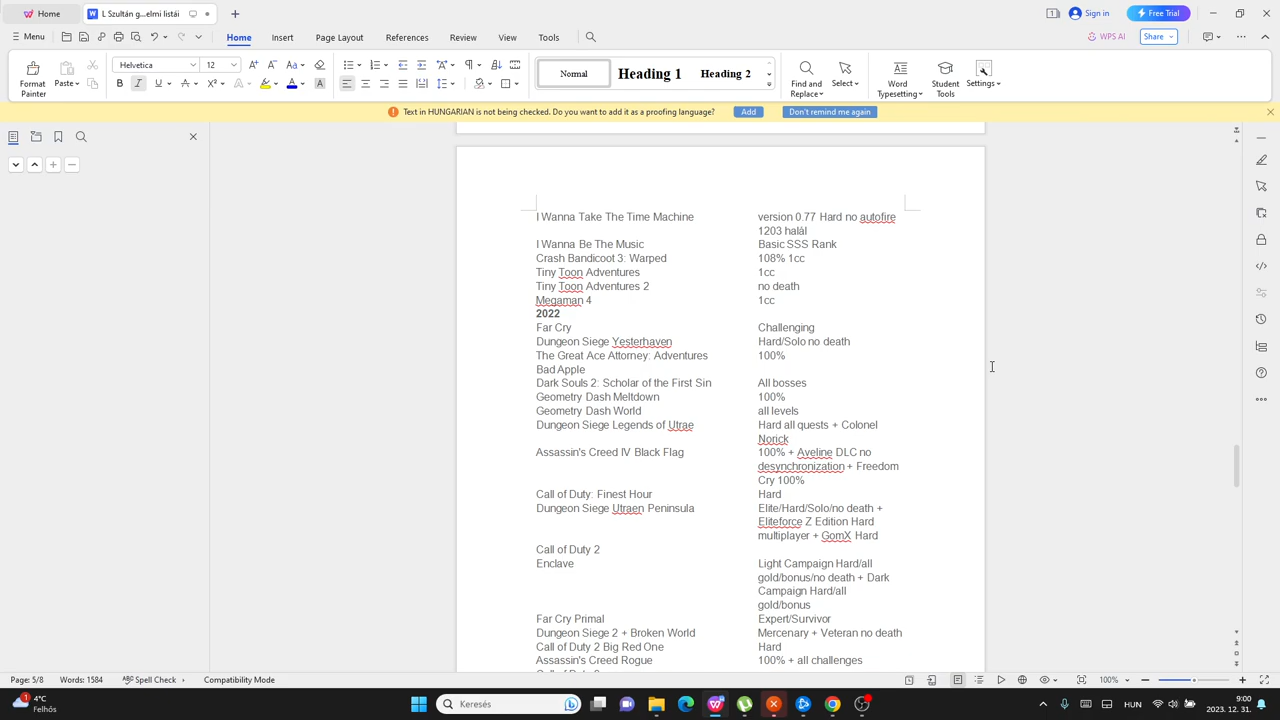 Home
L Szultán g...elmi listái
Sign in
Free Trial
Menu
Home
Insert
Page Layout
References
Review
View
Tools
WPS AI
Share
Format Painter
Paste
Helvetica
12
Normal
Heading 1
Heading 2
Find and Replace
Select
Word Typesetting
Student Tools
Settings
Text in HUNGARIAN is not being checked. Do you want to add it as a proofing language?
Add
Don't remind me again
I Wanna Take The Time Machine version 0.77 Hard no autofire
1203 halál
I Wanna Be The Music Basic SSS Rank
Crash Bandicoot 3: Warped 108% 1cc
Tiny Toon Adventures 1cc
Tiny Toon Adventures 2 no death
Megaman 4 1cc
2022
Far Cry Challenging
Dungeon Siege Yesterhaven Hard/Solo no death
The Great Ace Attorney: Adventures 100%
Bad Apple
Dark Souls 2: Scholar of the First Sin All bosses
Geometry Dash Meltdown 100%
Geometry Dash World all levels
Dungeon Siege Legends of Utrae Hard all quests + Colonel
Norick
Assassin's Creed IV Black Flag 100% + Aveline DLC no
desynchronization + Freedom
Cry 100%
Call of Duty: Finest Hour Hard
Dungeon Siege Utraen Peninsula Elite/Hard/Solo/no death +
Eliteforce Z Edition Hard
multiplayer + GomX Hard
Call of Duty 2
Enclave Light Campaign Hard/all
gold/bonus/no death + Dark
Campaign Hard/all
gold/bonus
Far Cry Primal Expert/Survivor
Dungeon Siege 2 + Broken World Mercenary + Veteran no death
Call of Duty 2 Big Red One Hard
Assassin's Creed Rogue 100% + all challenges
Page: 5/8
Words: 1584
Spell Check
Compatibility Mode
100%
4°C
Felhős
Keresés
HUN
9:00
2023. 12. 31.